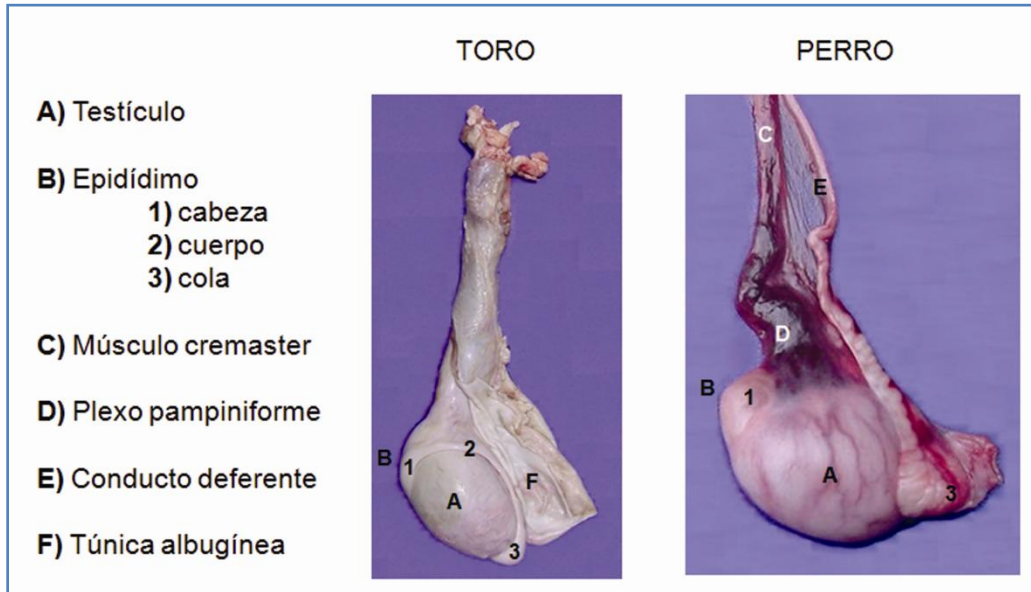 TORO
PERRO
A) Testículo
B) Epidídimo
1) cabeza
2) cuerpo
3) cola
C) Músculo cremaster
D) Plexo pampiniforme
E) Conducto deferente
F) Túnica albugínea
B
1
2
A
F
3
C
E
D
B
1
A
3